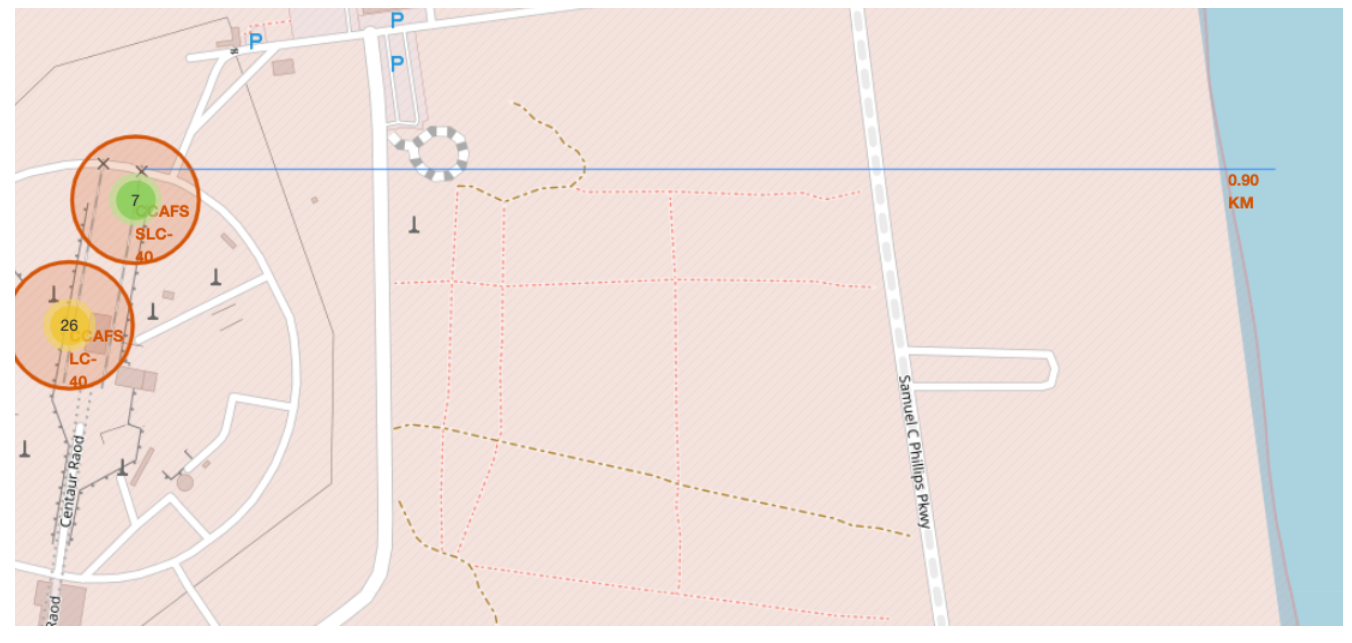 P
P
P
7
CCAFS
SLC-
40
0.90
KM
26
CCAFS
LC-
40
Samuel C Phillips Pkwy
Centaur Raod
Raod